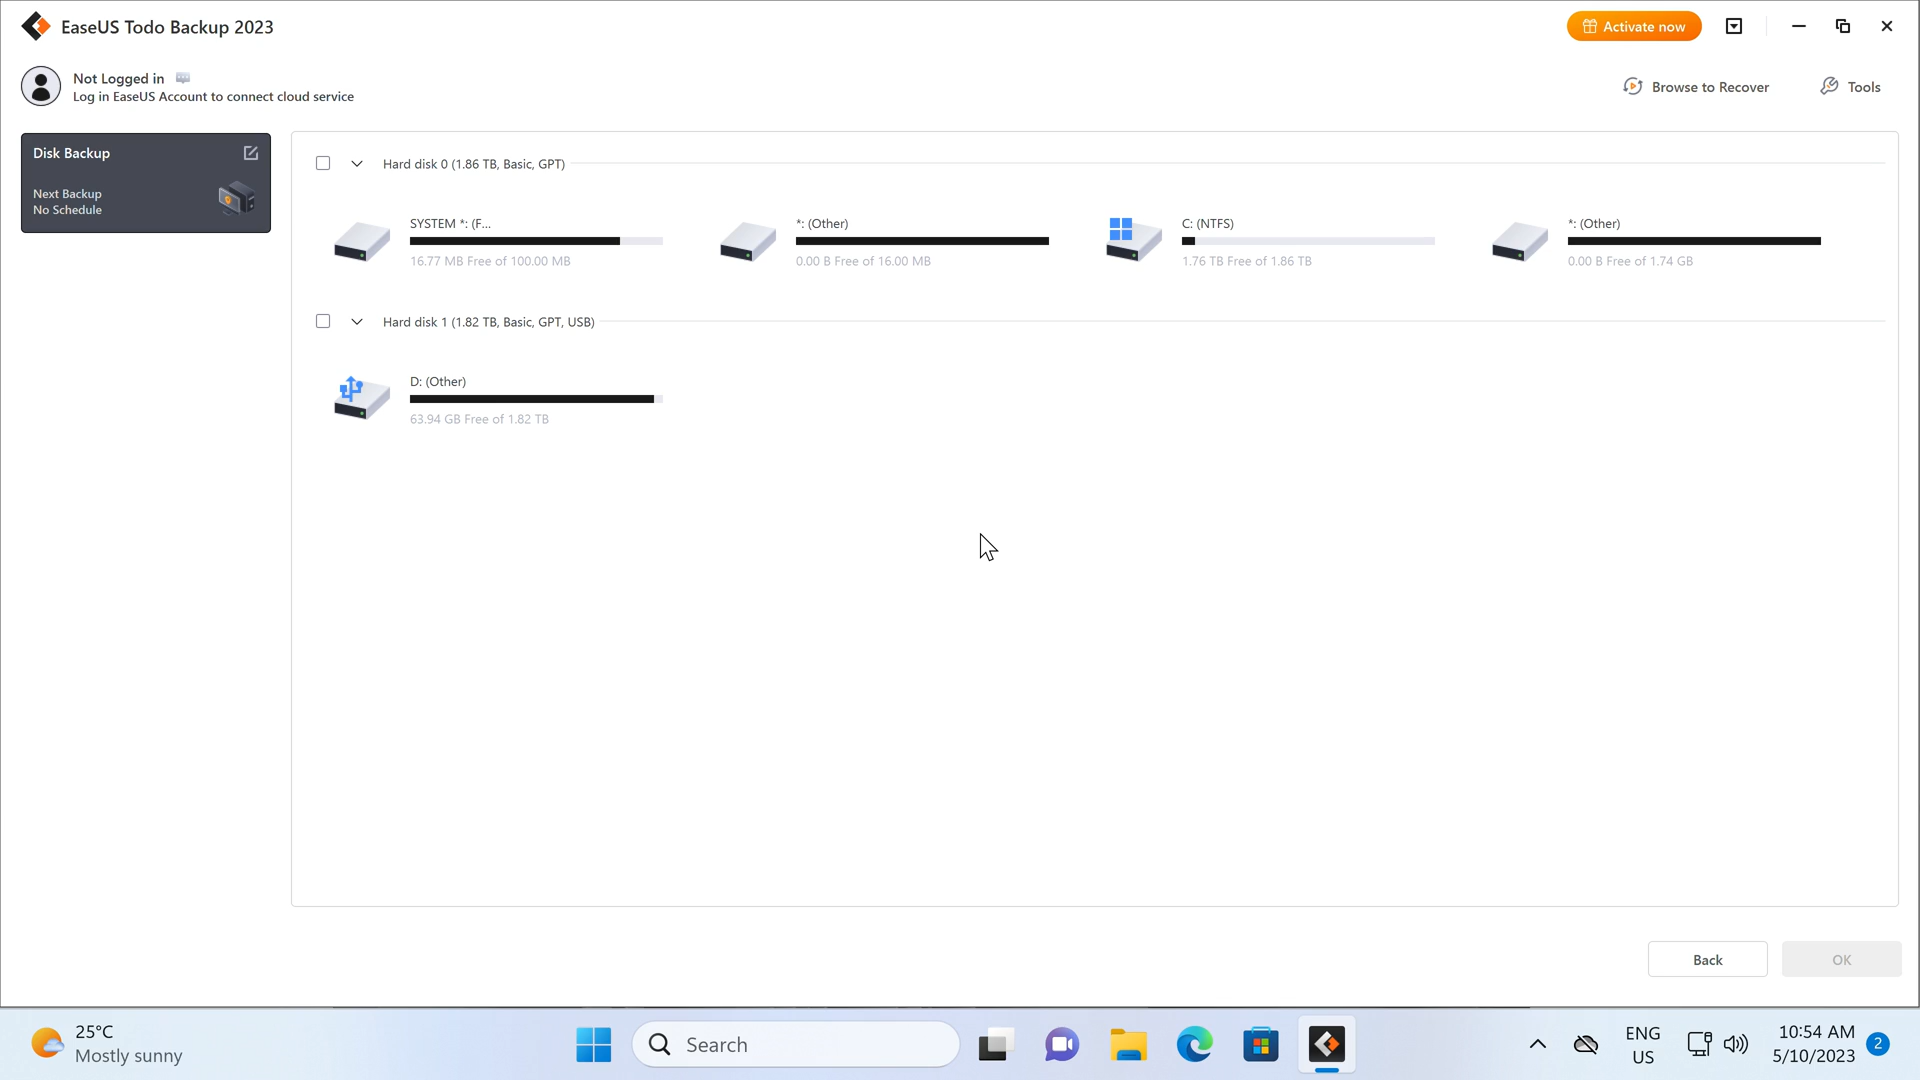 EaseUS Todo Backup 2023
Activate now
Not Logged in
Log in EaseUS Account to connect cloud service
Browse to Recover
Tools
Disk Backup
Next Backup
No Schedule
Hard disk 0 (1.86 TB, Basic, GPT)
SYSTEM *: (F...
16.77 MB Free of 100.00 MB
*: (Other)
0.00 B Free of 16.00 MB
C: (NTFS)
1.76 TB Free of 1.86 TB
*: (Other)
0.00 B Free of 1.74 GB
Hard disk 1 (1.82 TB, Basic, GPT, USB)
D: (Other)
63.94 GB Free of 1.82 TB
Back
OK
25°C
Mostly sunny
Search
ENG
US
10:54 AM
5/10/2023
2